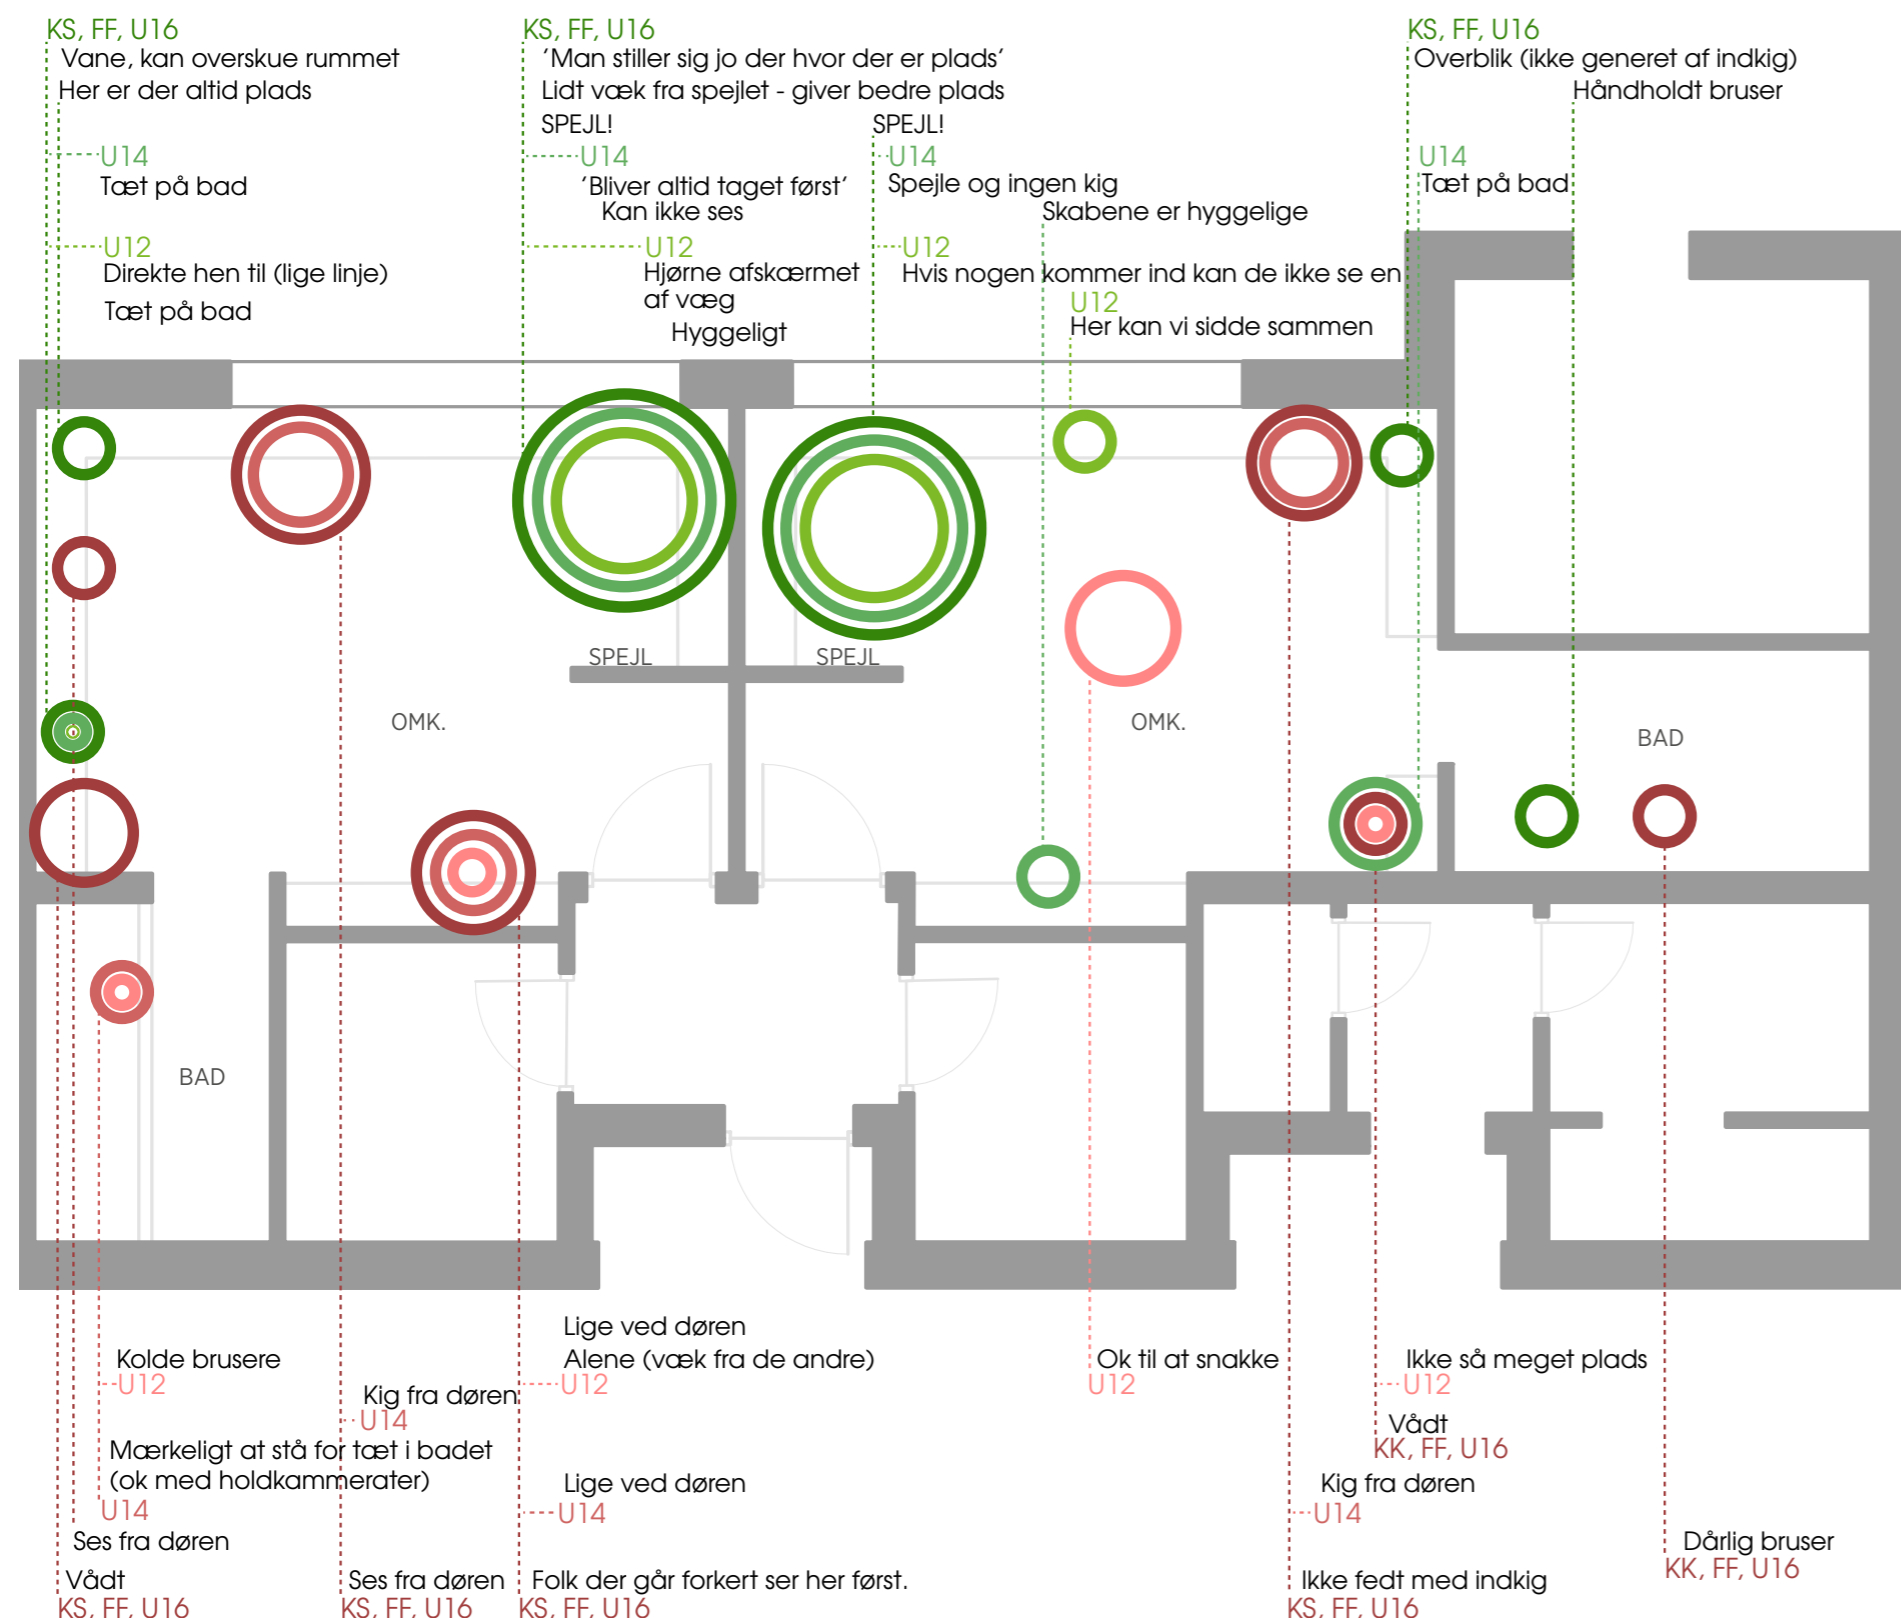 KS, FF, U16
Vane, kan overskue rummet
Her er der altid plads
U14
Tæt på bad
U12
Direkte hen til (lige linje)
Tæt på bad
KS, FF, U16
'Man stiller sig jo der hvor der er plads'
Lidt væk fra spejlet - giver bedre plads
SPEJL!
U14
'Bliver altid taget først'
Kan ikke ses
U12
Hjørne afskærmet
af væg
Hyggeligt
SPEJL!
U14
Spejle og ingen kig
Skabene er hyggelige
U12
Hvis nogen kommer ind kan de ikke se en
U12
Her kan vi sidde sammen
KS, FF, U16
Overblik (ikke generet af indkig)
Håndholdt bruser
U14
Tæt på bad
SPEJL
SPEJL
OMK.
OMK.
BAD
BAD
Kolde brusere
U12
Mærkeligt at stå for tæt i badet
(ok med holdkammerater)
U14
Ses fra døren
Vådt
KS, FF, U16
Kig fra døren
U14
Ses fra døren
KS, FF, U16
Lige ved døren
Alene (væk fra de andre)
U12
Lige ved døren
U14
Folk der går forkert ser her først.
KS, FF, U16
Ok til at snakke
U12
Kig fra døren
U14
Ikke fedt med indkig
KS, FF, U16
Ikke så meget plads
U12
Vådt
KK, FF, U16
Dårlig bruser
KK, FF, U16